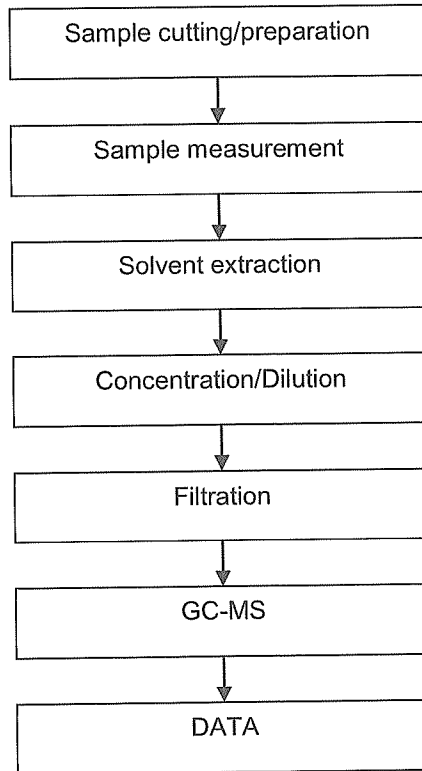 Sample cutting/preparation
Sample measurement
Solvent extraction
Concentration/Dilution
Filtration
GC-MS
DATA